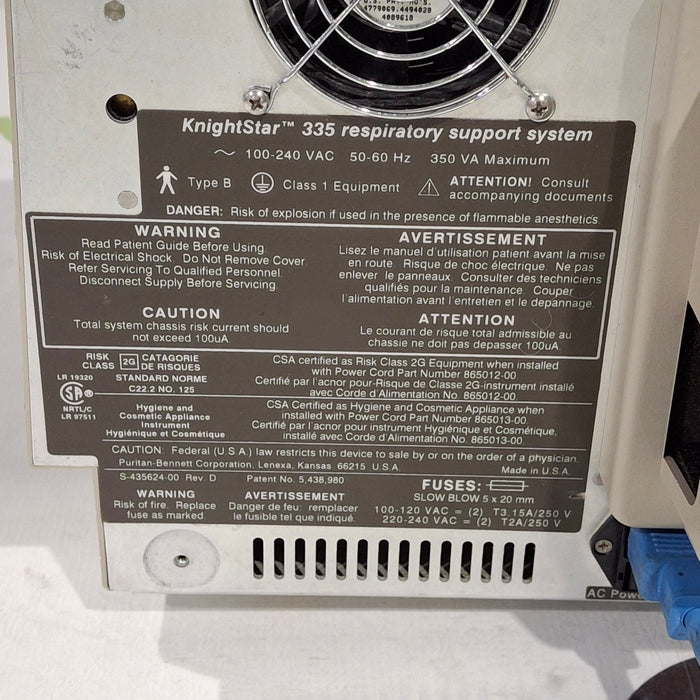 U.S. PAT. NO'S.
4779869.4494028
4089618
KnightStar™ 335 respiratory support system
∼ 100-240 VAC 50-60 Hz 350 VA Maximum
Type B Class 1 Equipment ATTENTION! Consult
accompanying documents
DANGER: Risk of explosion if used in the presence of flammable anesthetics.
WARNING
Read Patient Guide Before Using.
Risk of Electrical Shock. Do Not Remove Cover.
Refer Servicing To Qualified Personnel.
Disconnect Supply Before Servicing.
AVERTISSEMENT
Lisez le manuel d'utilisation patient avant la mise
en route. Risque de choc électrique. Ne pas
enlever le panneaux. Consulter des techniciens
qualifiés pour la maintenance. Couper
l'alimentation avant l'entretien et le depannage.
CAUTION
Total system chassis risk current should
not exceed 100uA
ATTENTION
Le courant de risque total admissible au
chassis ne doit pas depasser 100uA.
RISK CLASS 2G CATAGORIE DE RISQUES
LR 19320 STANDARD NORME
C22.2 NO. 125
SA®
NRTL/C
LR 97511
CSA certified as Risk Class 2G Equipment when installed
with Power Cord Part Number 865012-00.
Certifié par l'acnor pour-Risque de Classe 2G-instrument installé
avec Corde d'Alimentation No. 865012-00.
Hygiene and
Cosmetic Appliance
Instrument
Hygiénique et Cosmétique
CSA Certified as Hygiene and Cosmetic Appliance when
installed with Power Cord Part Number 865013-00.
Certifié par l'acnor pour instrument Hygiénique et Cosmétique,
installé avec Corde d'Alimentation No. 865013-00.
CAUTION: Federal (U.S.A.) law restricts this device to sale by or on the order of a physician.
Puritan-Bennett Corporation, Lenexa, Kansas 66215 U.S.A. Made in U.S.A.
S-435624-00 Rev. D Patent No. 5,438,980
WARNING
Risk of fire. Replace
fuse as marked.
AVERTISSEMENT
Danger de feu: remplacer
le fusible tel que indiqué.
FUSES:
SLOW BLOW 5 x 20 mm
100-120 VAC = (2) T3.15A/250 V
220-240 VAC = (2) T2A/250 V
AC Powe